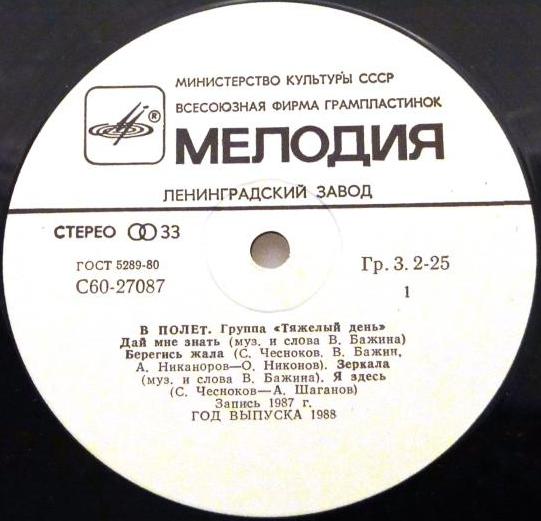 МИНИСТЕРСТВО КУЛЬТУРЫ СССР
ВСЕСОЮЗНАЯ ФИРМА ГРАМПЛАСТИНОК
®
МЕЛОДИЯ
ЛЕНИНГРАДСКИЙ ЗАВОД
СТЕРЕО 33
ГОСТ 5289-80
Гр. 3. 2-25
С60-27087
1
В ПОЛЕТ. Группа «Тяжелый день»
Дай мне знать (муз. и слова В. Бажина)
Берегись жала (С. Чесноков, В. Бажин,
А. Никаноров—О. Никонов). Зеркала
(муз. и слова В. Бажина). Я здесь
(С. Чесноков—А. Шаганов)
Запись 1987 г.
ГОД ВЫПУСКА 1988